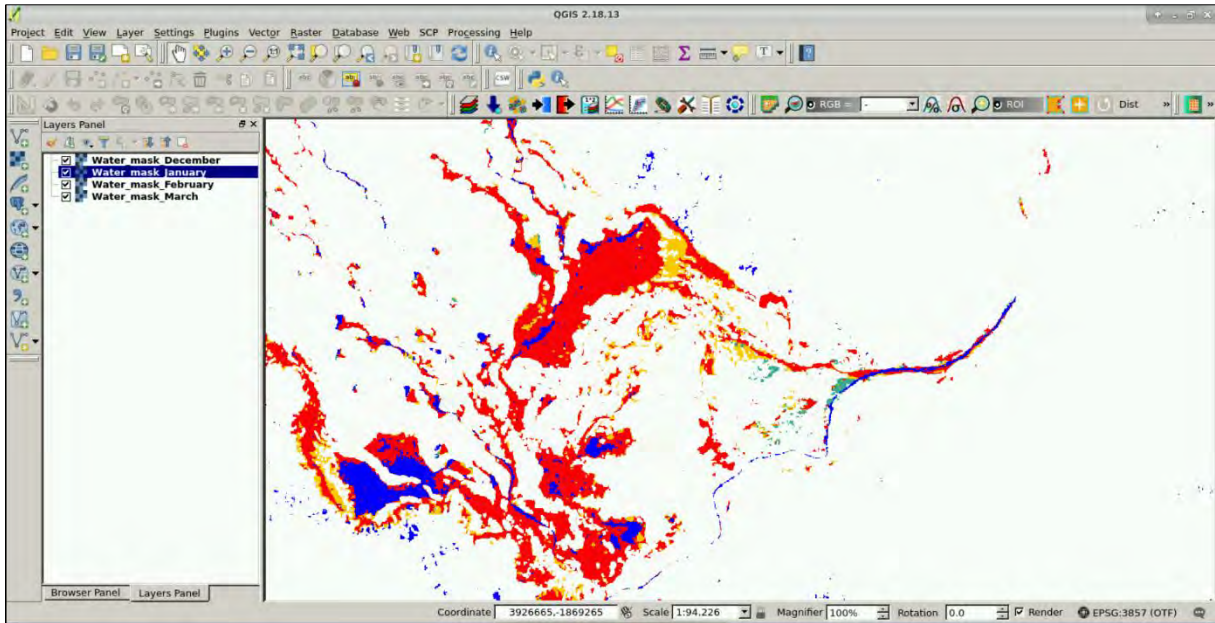 QGIS 2.18.13
Project Edit View Layer Settings Plugins Vector Raster Database Web SCP Processing Help
CSW
RGB = - ROI Dist » »
Layers Panel
Water_mask_December
Water_mask_January
Water_mask_February
Water_mask_March
Browser Panel Layers Panel
Coordinate 3926665,-1869265 Scale 1:94.226 Magnifier 100% Rotation 0.0 Render EPSG:3857 (OTF)